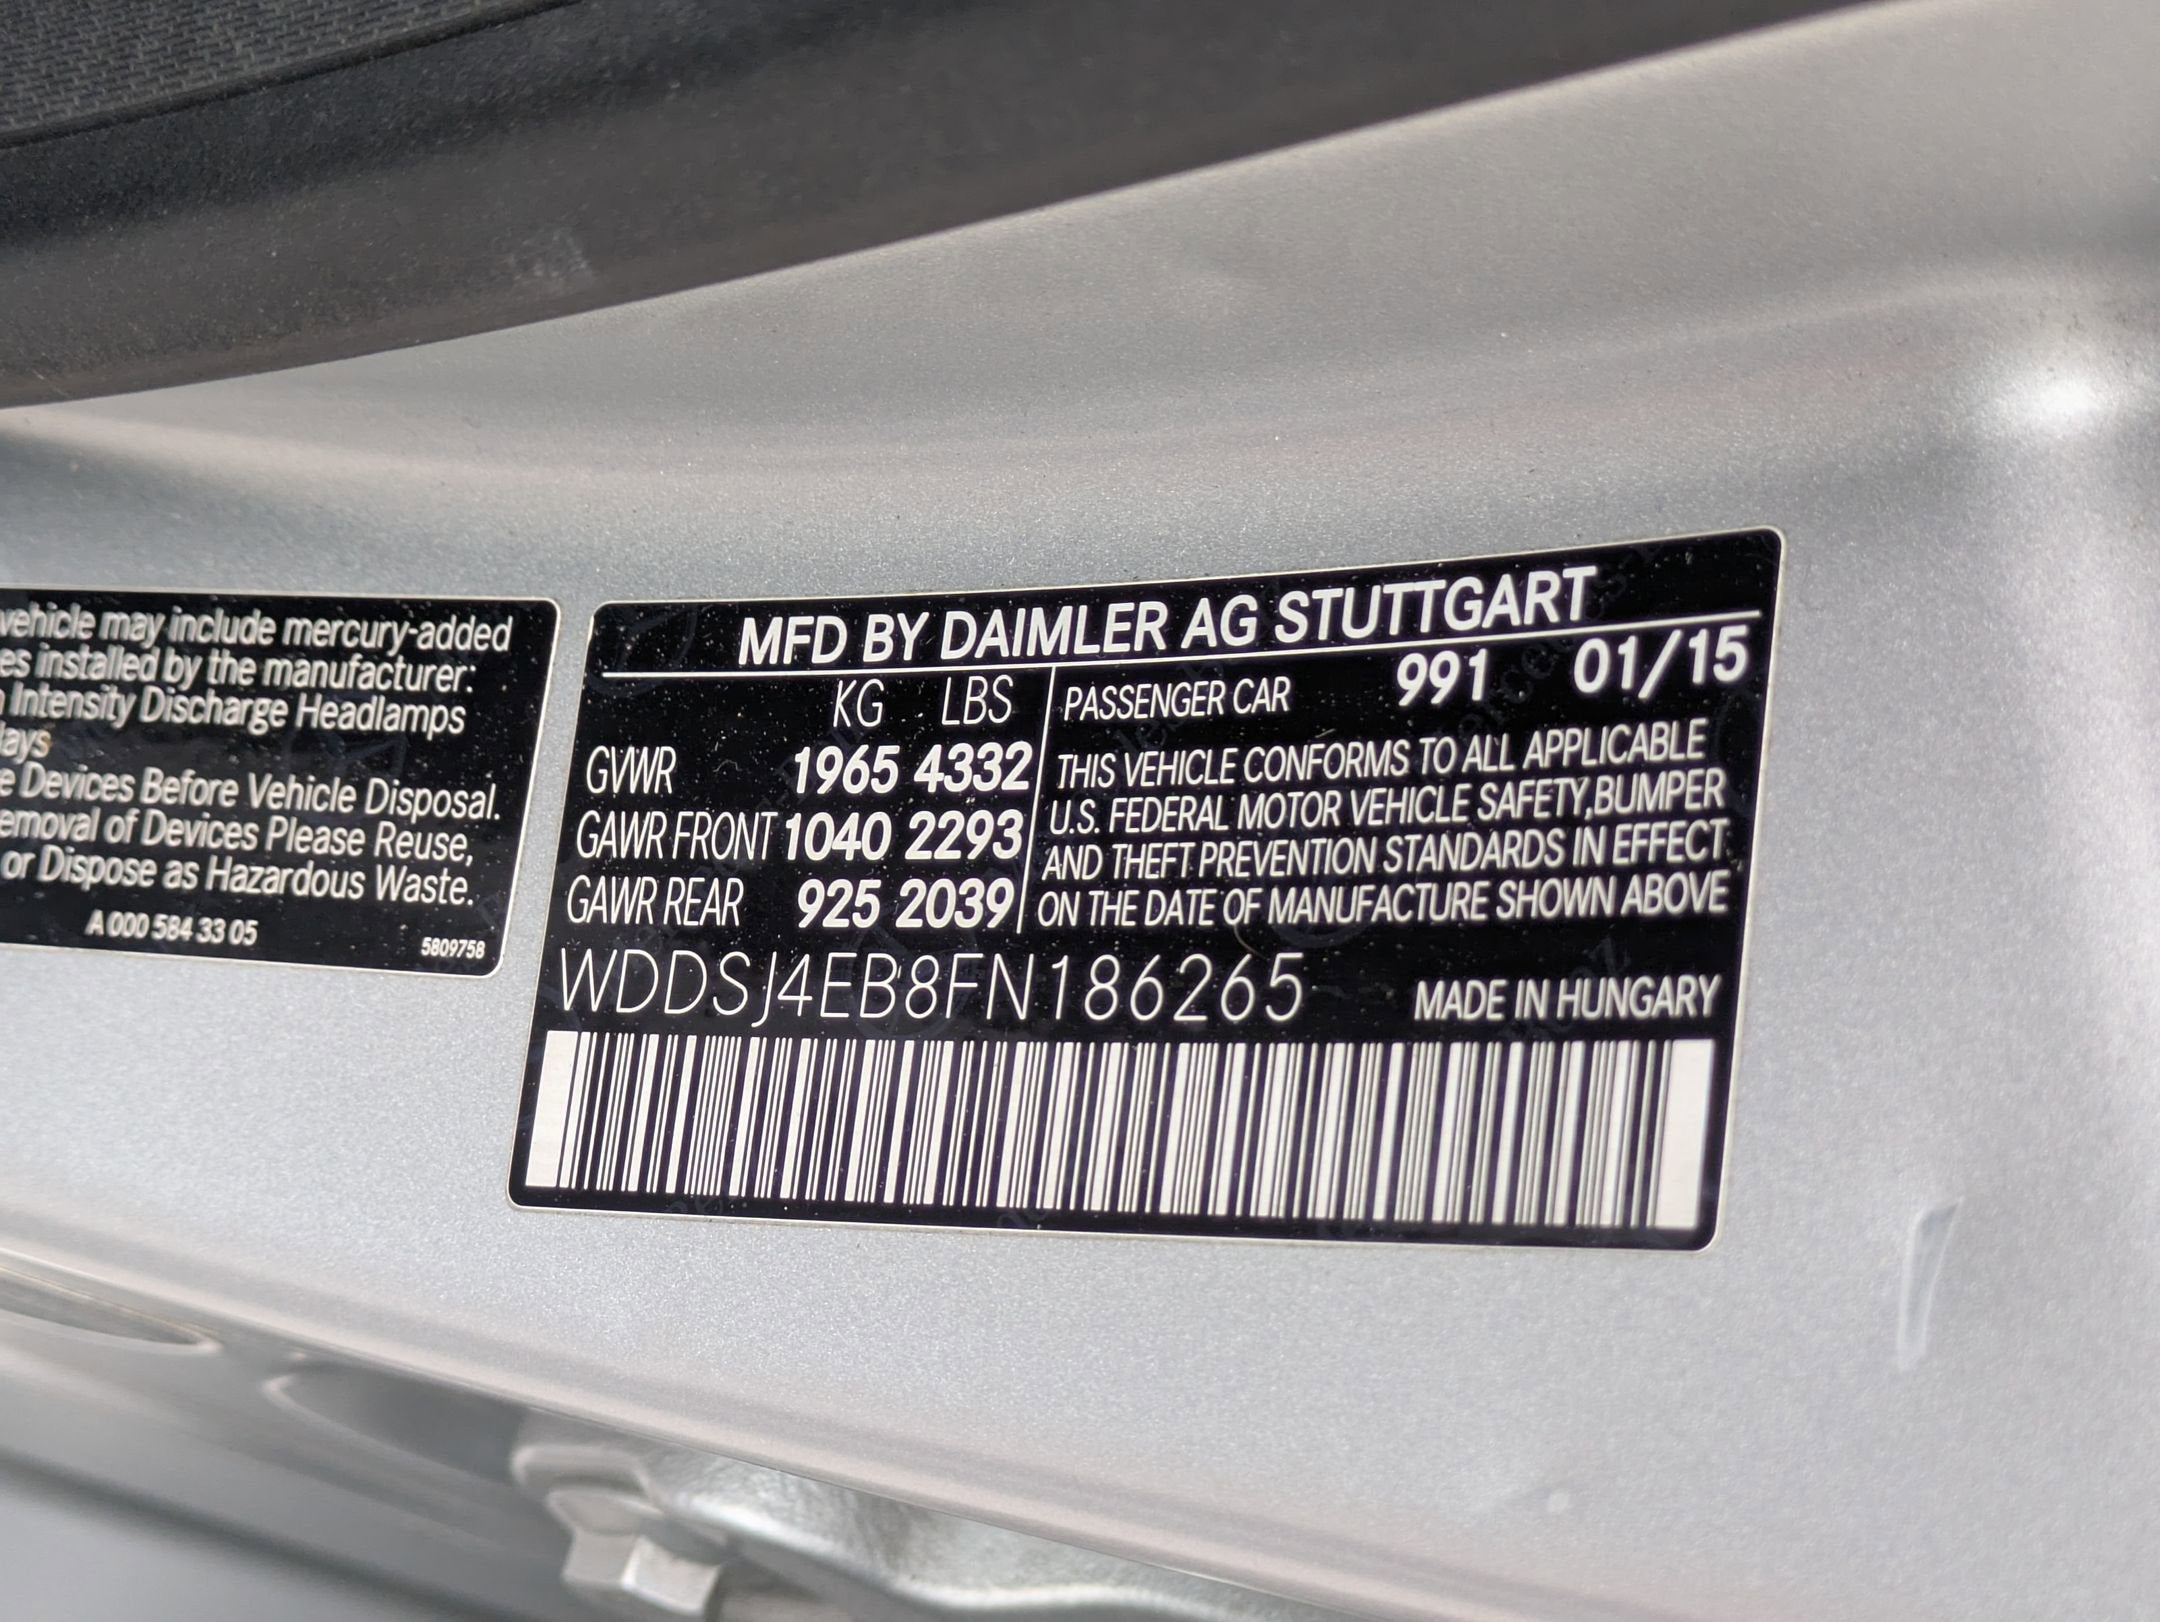 vehicle may include mercury-added
es installed by the manufacturer:
Intensity Discharge Headlamps
lays
e Devices Before Vehicle Disposal.
emoval of Devices Please Reuse,
or Dispose as Hazardous Waste.
A 000 584 33 05
5809758
MFD BY DAIMLER AG STUTTGART
KG LBS
GVWR 1965 4332
GAWR FRONT 1040 2293
GAWR REAR 925 2039
PASSENGER CAR 991 01/15
THIS VEHICLE CONFORMS TO ALL APPLICABLE
U.S. FEDERAL MOTOR VEHICLE SAFETY,BUMPER
AND THEFT PREVENTION STANDARDS IN EFFECT
ON THE DATE OF MANUFACTURE SHOWN ABOVE
WDDSJ4EB8FN186265
MADE IN HUNGARY